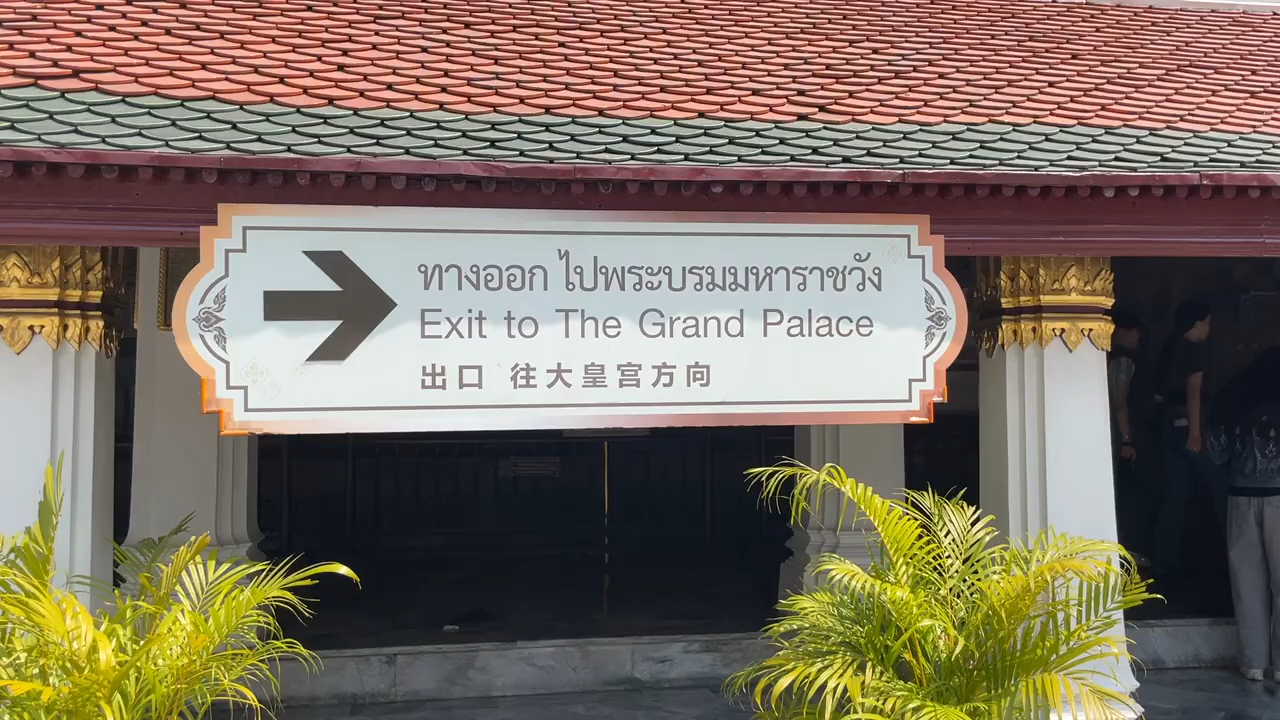 ทางออก ไปพระบรมมหาราชวัง
Exit to The Grand Palace
出口 往大皇宫方向